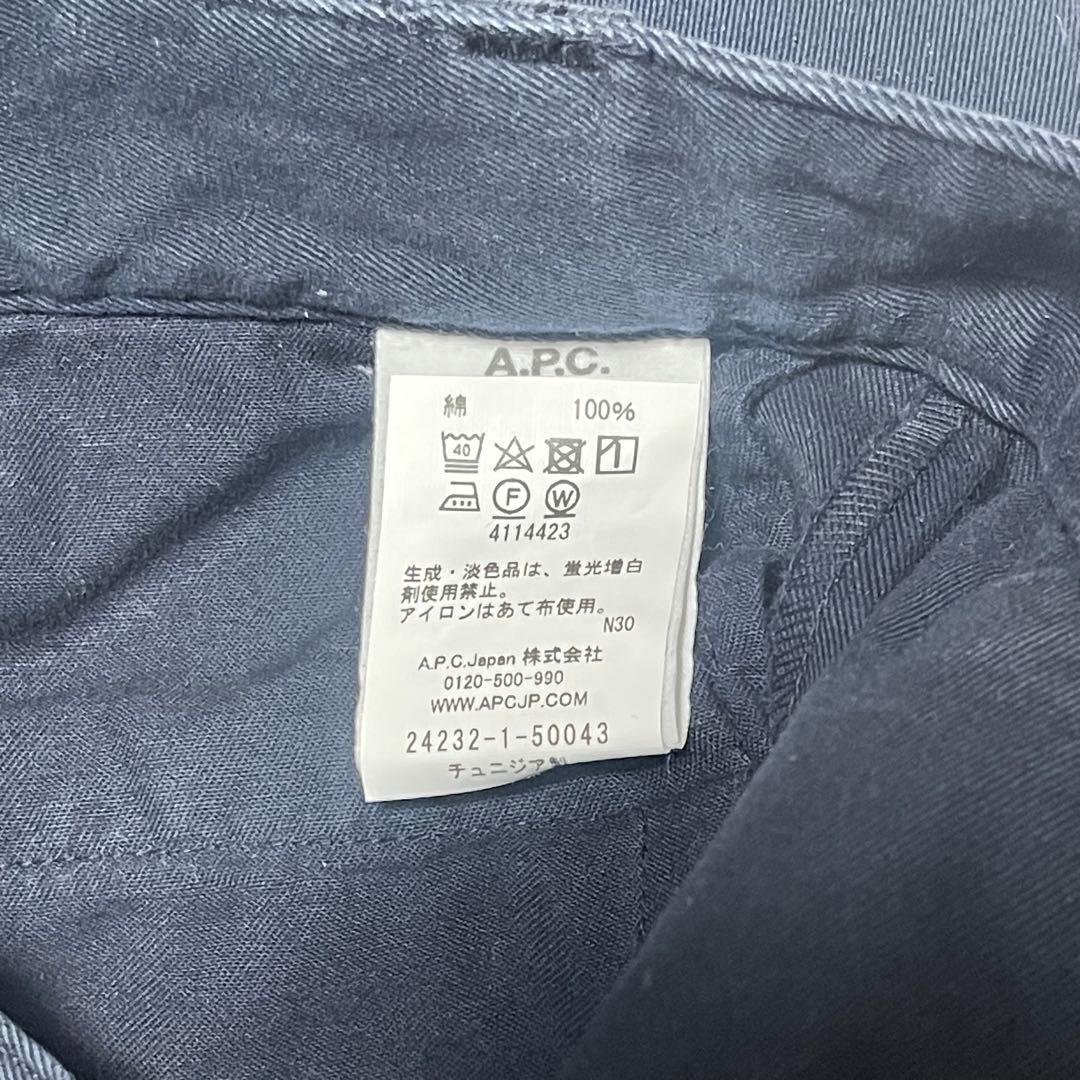 A.P.C.
綿 100%
40
F W
4114423
生成・淡色品は、蛍光増白
剤使用禁止。
アイロンはあて布使用。
N30
A.P.C.Japan 株式会社
0120-500-990
WWW.APCJP.COM
24232-1-50043
チュニジア製